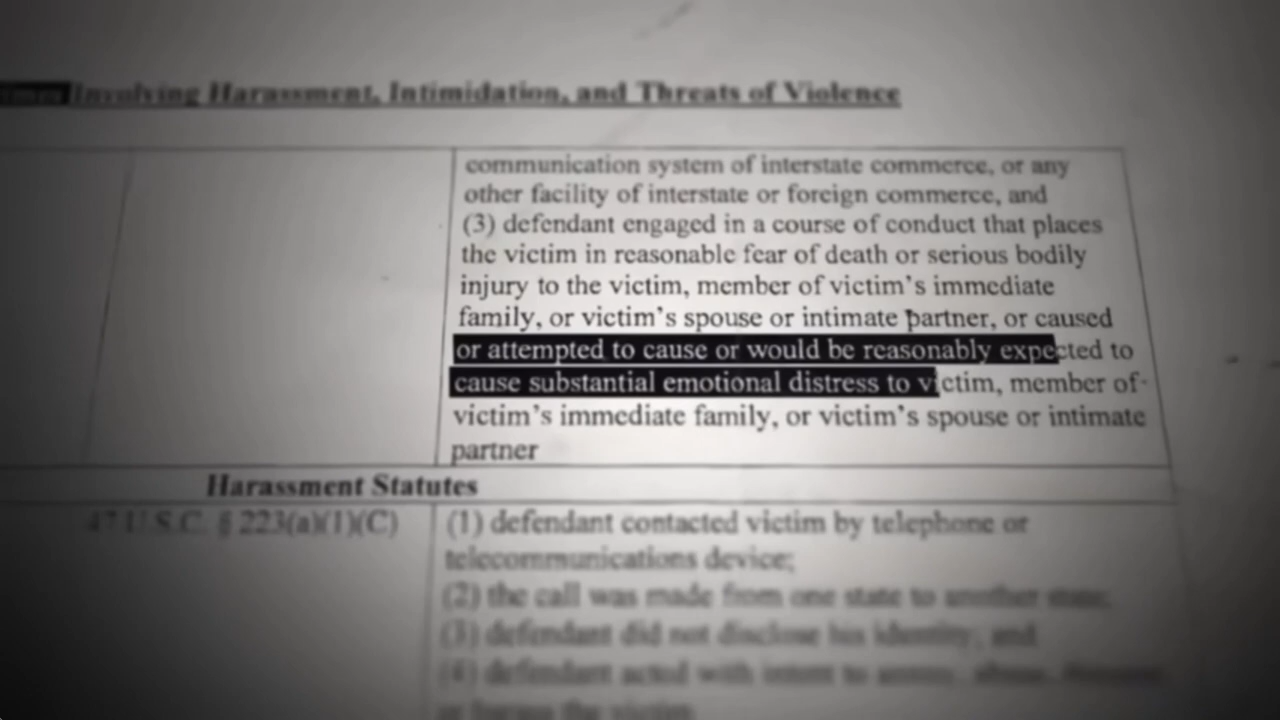 Involving Harassment, Intimidation, and Threats of Violence
communication system of interstate commerce, or any
other facility of interstate or foreign commerce, and
(3) defendant engaged in a course of conduct that places
the victim in reasonable fear of death or serious bodily
injury to the victim, member of victim's immediate
family, or victim's spouse or intimate partner, or caused
or attempted to cause or would be reasonably expected to
cause substantial emotional distress to victim, member of
victim's immediate family, or victim's spouse or intimate
partner
Harassment Statutes
47 U.S.C. § 223(a)(1)(C)
(1) defendant contacted victim by telephone or
telecommunications device;
(2) the call was made from one state to another state;
(3) defendant did not disclose his identity; and
(4) defendant acted with intent to annoy, abuse,
or harass the victim